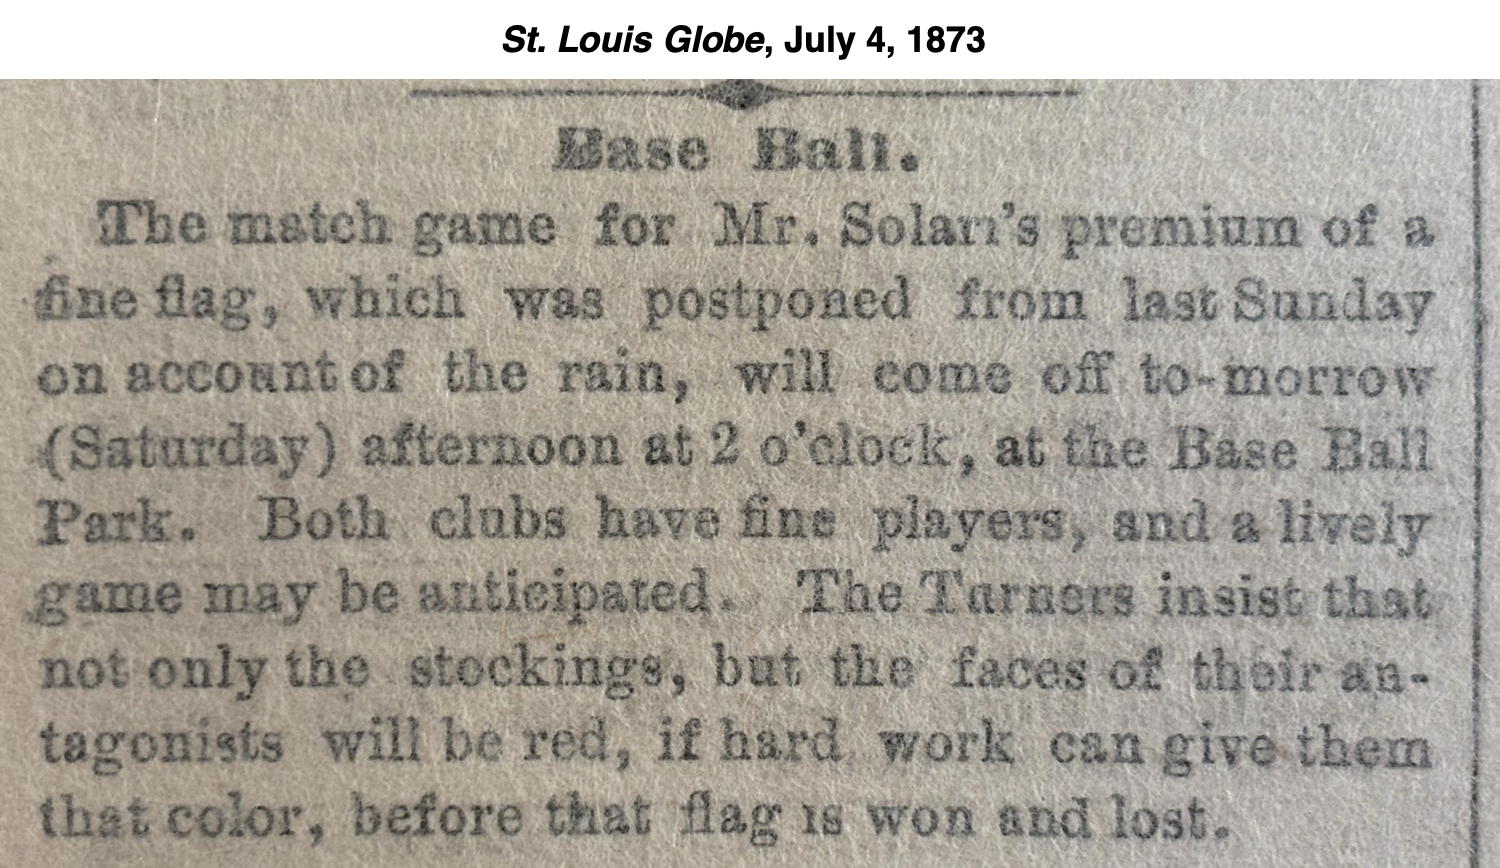 St. Louis Globe, July 4, 1873
Base Ball.
The match game for Mr. Solari's premium of a
fine flag, which was postponed from last Sunday
on account of the rain, will come off to-morrow
(Saturday) afternoon at 2 o'clock, at the Base Ball
Park. Both clubs have fine players, and a lively
game may be anticipated. The Turners insist that
not only the stockings, but the faces of their an-
tagonists will be red, if hard work can give them
that color, before that flag is won and lost.